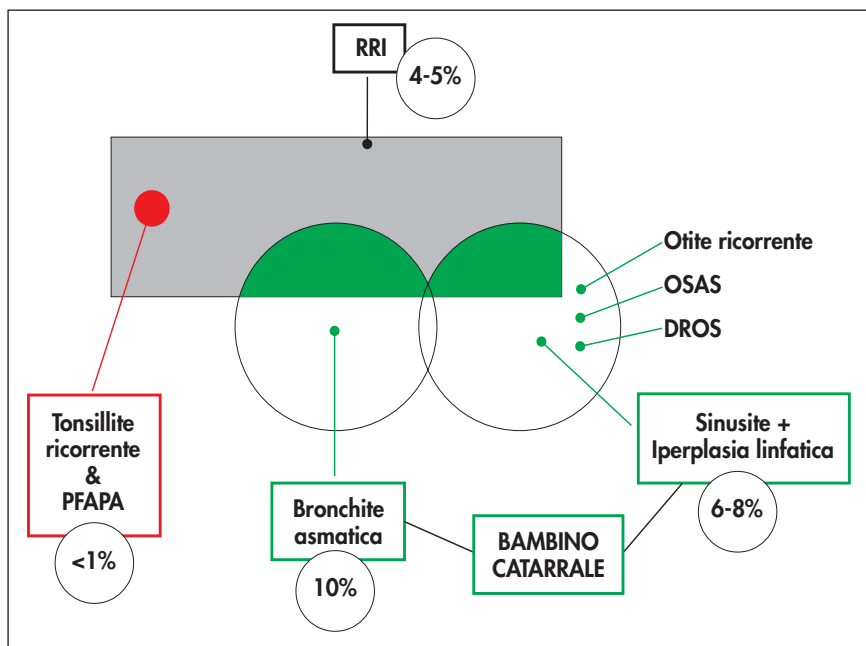 RRI
4-5%
Otite ricorrente
OSAS
DROS
Tonsillite
ricorrente
&
PFAPA
<1%
Bronchite
asmatica
10%
BAMBINO
CATARRALE
Sinusite +
Iperplasia linfatica
6-8%